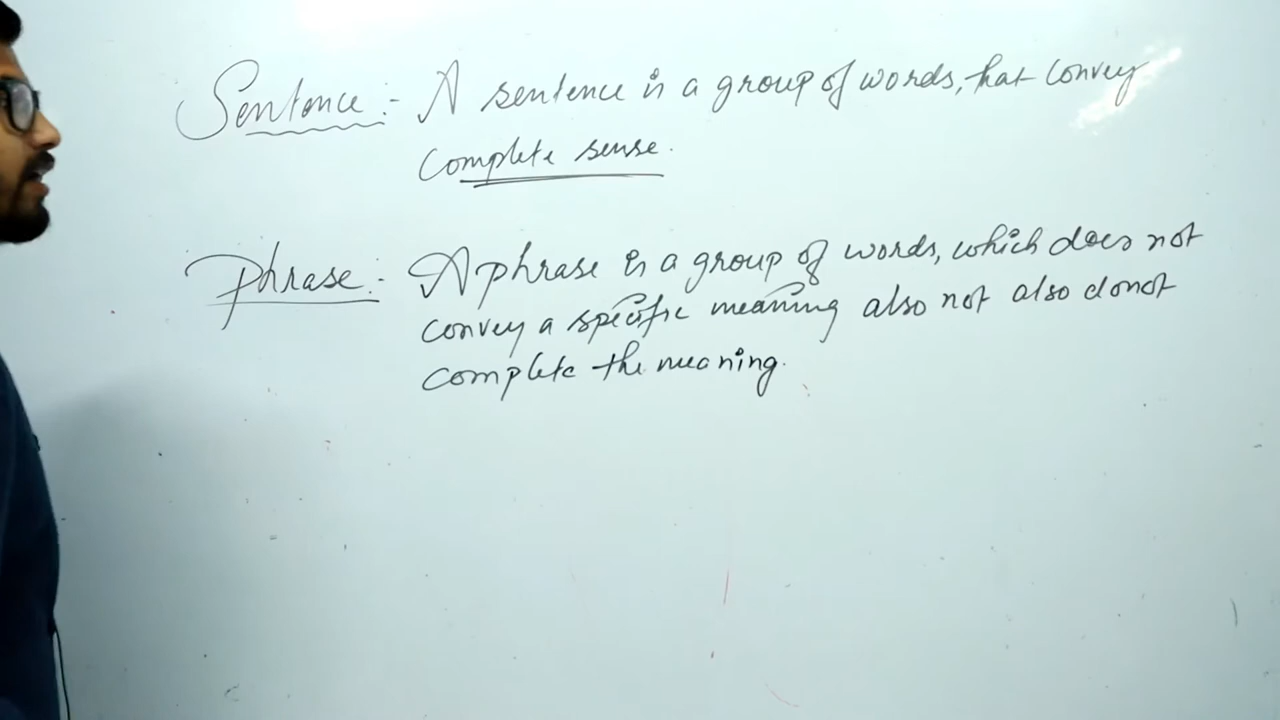 Sentence :- A sentence is a group of words, that convey
complete sense.
Phrase :- A phrase is a group of words, which does not
convey a specific meaning also not also donot
complete the meaning.